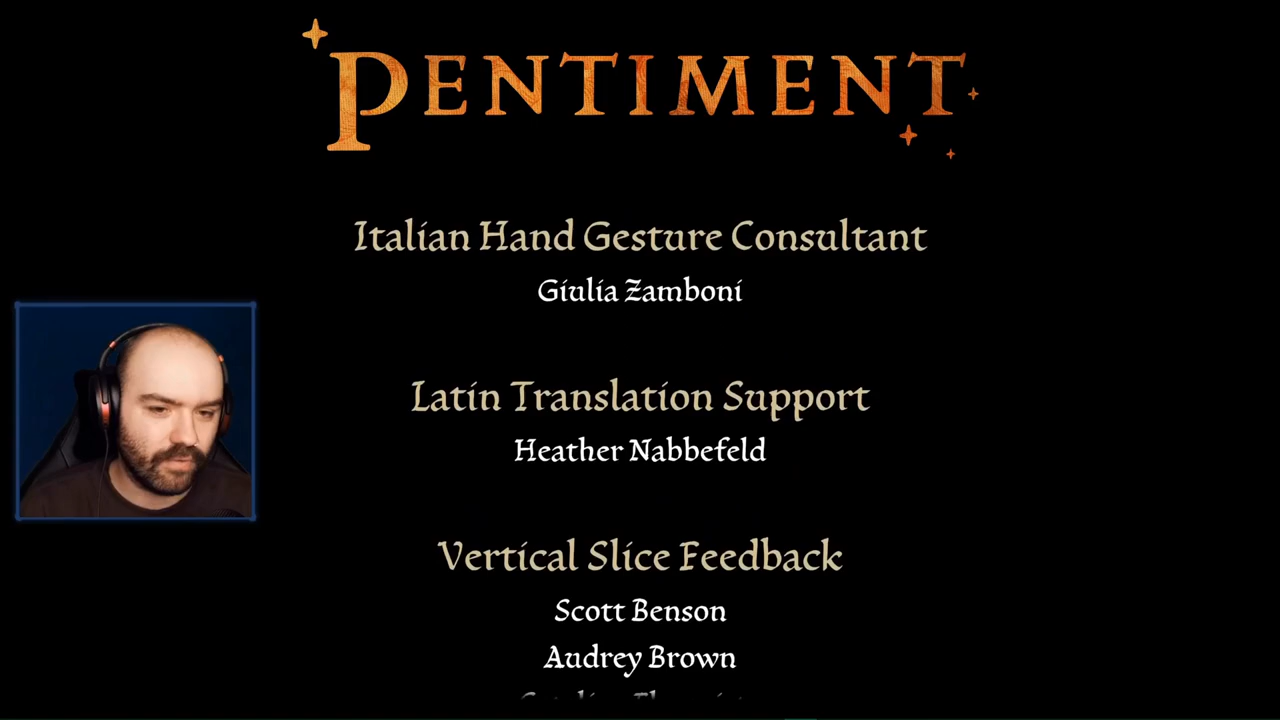 PENTIMENT
Italian Hand Gesture Consultant
Giulia Zamboni
Latin Translation Support
Heather Nabbefeld
Vertical Slice Feedback
Scott Benson
Audrey Brown